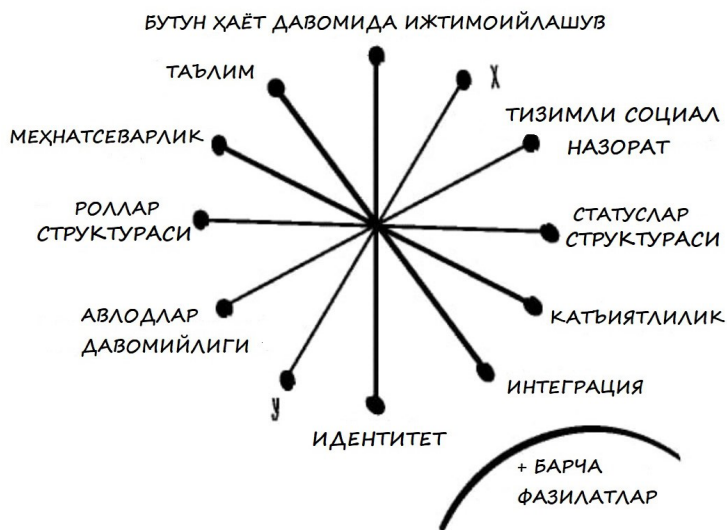 БУТУН ҲАЁТ ДАВОМИДА ИЖТИМОИЙЛАШУВ
ТАЪЛИМ
X
ТИЗИМЛИ СОЦИАЛ
НАЗОРАТ
МЕҲНАТСЕВАРЛИК
РОЛЛАР
СТРУКТУРАСИ
СТАТУСЛАР
СТРУКТУРАСИ
АВЛОДЛАР
ДАВОМИЙЛИГИ
КАТЪИЯТЛИЛИК
У
ИНТЕГРАЦИЯ
ИДЕНТИТЕТ
+ БАРЧА
ФАЗИЛАТЛАР